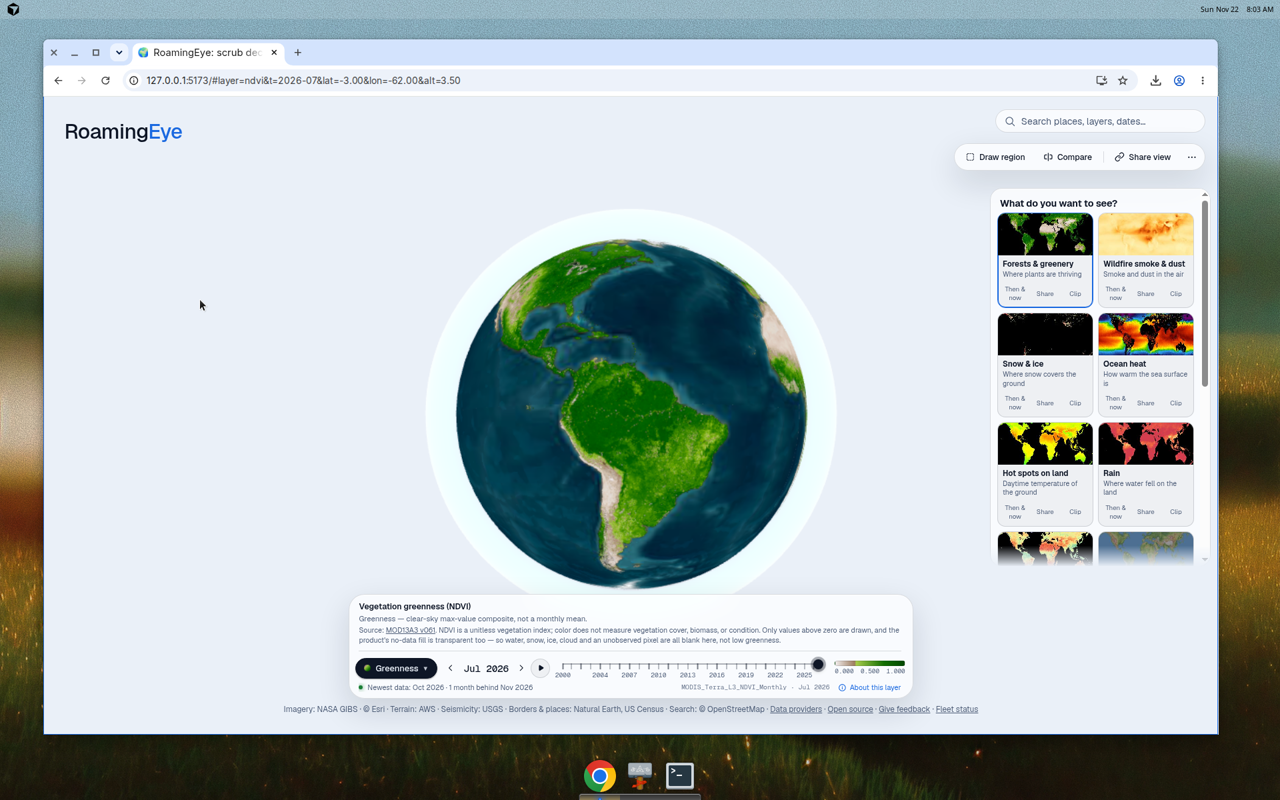 Sun Nov 22 8:03 AM
RoamingEye: scrub dec
127.0.0.1:5173/#layer=ndvi&t=2026-07&lat=-3.00&lon=-62.00&alt=3.50
RoamingEye
Search places, layers, dates...
Draw region
Compare
Share view
What do you want to see?
Forests & greenery
Where plants are thriving
Then & now
Share
Clip
Wildfire smoke & dust
Smoke and dust in the air
Then & now
Share
Clip
Snow & ice
Where snow covers the
ground
Then & now
Share
Clip
Ocean heat
How warm the sea surface
is
Then & now
Share
Clip
Hot spots on land
Daytime temperature of
the ground
Then & now
Share
Clip
Rain
Where water fell on the
land
Then & now
Share
Clip
Vegetation greenness (NDVI)
Greenness — clear-sky max-value composite, not a monthly mean.
Source: MOD13A3 v061. NDVI is a unitless vegetation index; color does not measure vegetation cover, biomass, or condition. Only values above zero are drawn, and the
product's no-data fill is transparent too — so water, snow, ice, cloud and an unobserved pixel are all blank here, not low greenness.
Greenness
Jul 2026
2000 2004 2007 2010 2013 2016 2019 2022 2025
0.000 0.500 1.000
Newest data: Oct 2026 · 1 month behind Nov 2026
MODIS_Terra_L3_NDVI_Monthly · Jul 2026
About this layer
Imagery: NASA GIBS · © Esri · Terrain: AWS · Seismicity: USGS · Borders & places: Natural Earth, US Census · Search: © OpenStreetMap · Data providers · Open source · Give feedback · Fleet status